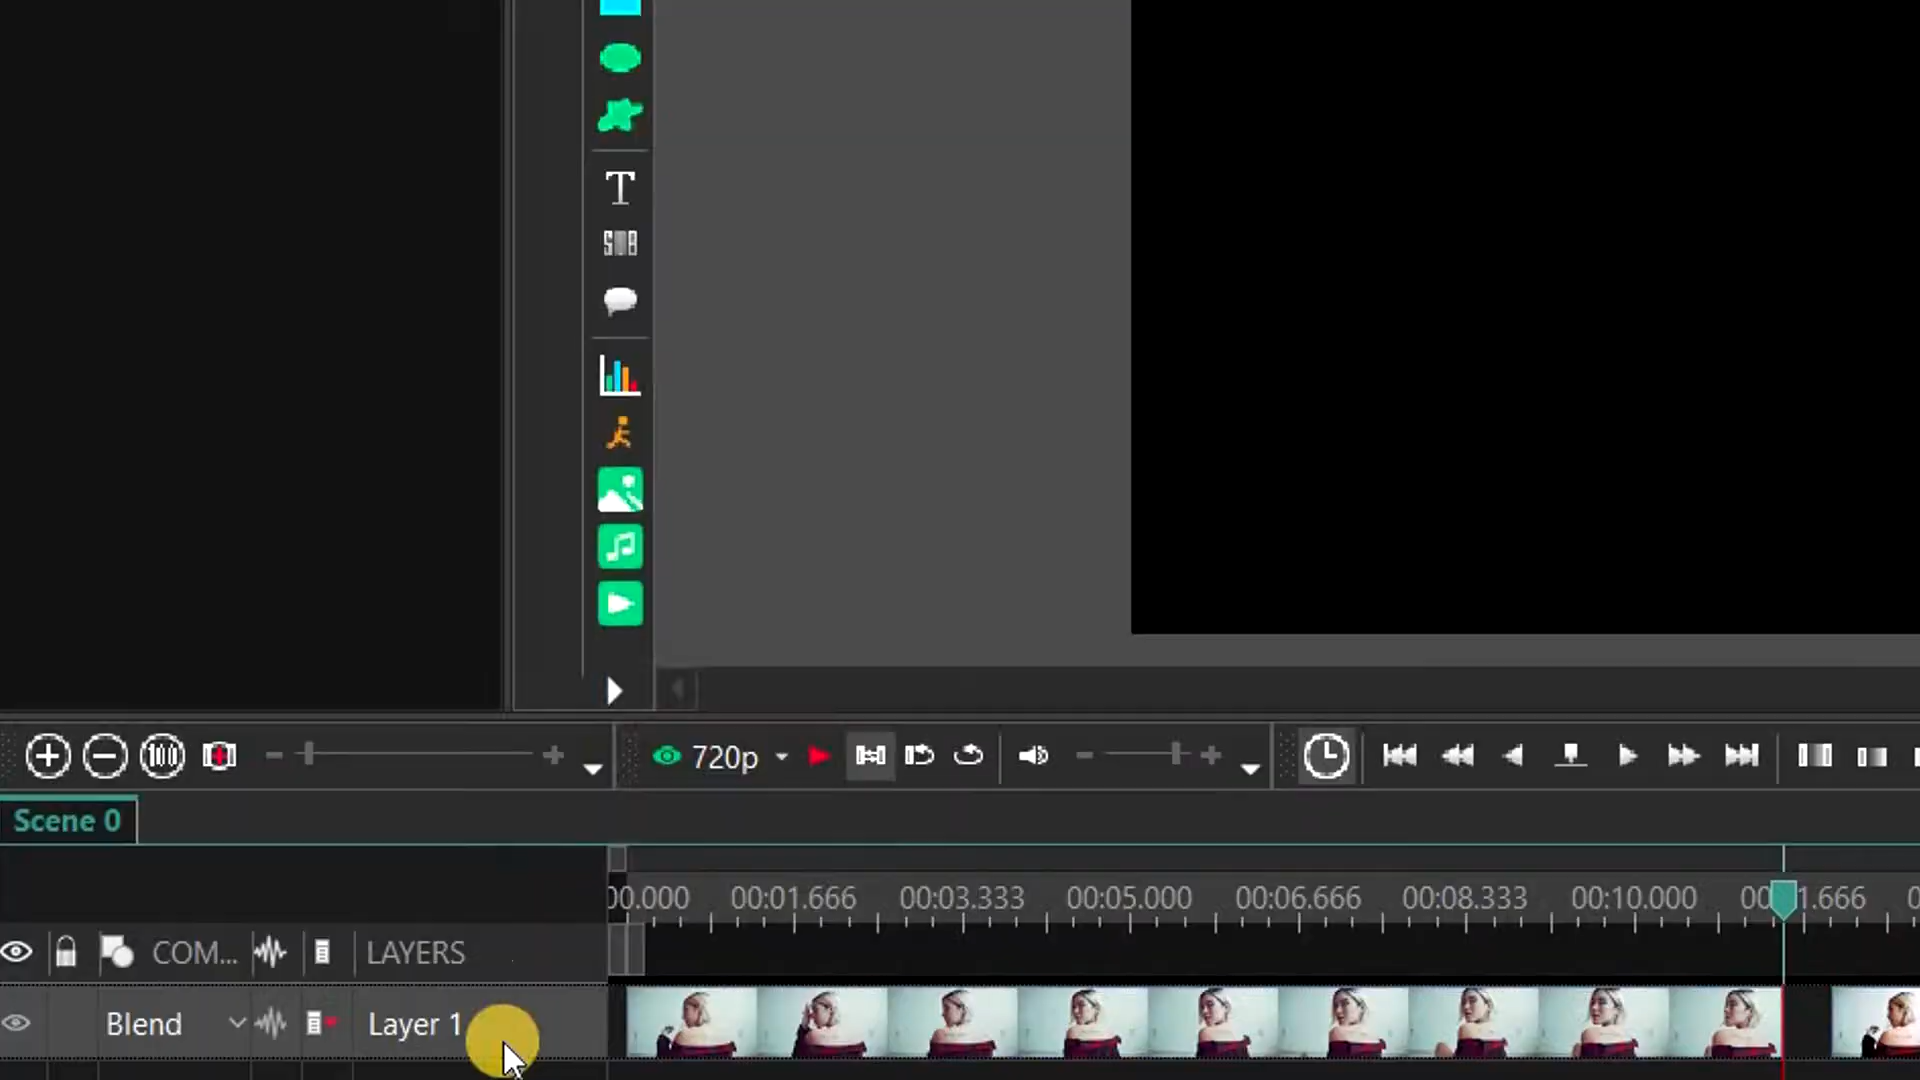 T
100
720p
Scene 0
00.000 00:01.666 00:03.333 00:05.000 00:06.666 00:08.333 00:10.000 1.666
COM... LAYERS
Blend Layer 1